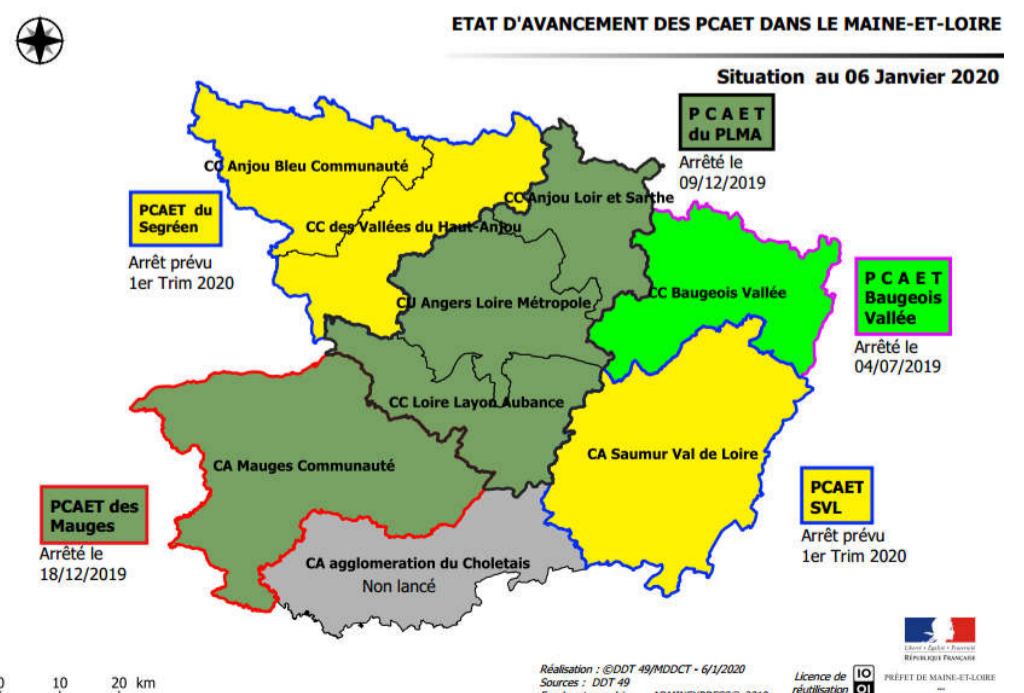 ETAT D'AVANCEMENT DES PCAET DANS LE MAINE-ET-LOIRE
Situation au 06 Janvier 2020
P C A E T
du PLMA
Arrêté le
09/12/2019
CC Anjou Bleu Communauté
CC Anjou Loir et Sarthe
PCAET du
Segréen
Arrêt prévu
1er Trim 2020
CC des Vallées du Haut-Anjou
P C A E T
Baugeois
Vallée
Arrêté le
04/07/2019
CC Baugeois Vallée
CU Angers Loire Métropole
CC Loire Layon Aubance
CA Saumur Val de Loire
CA Mauges Communauté
PCAET
SVL
Arrêt prévu
1er Trim 2020
PCAET des
Mauges
Arrêté le
18/12/2019
CA agglomeration du Choletais
Non lancé
Liberté • Égalité • Fraternité
RÉPUBLIQUE FRANÇAISE
PRÉFET DE MAINE-ET-LOIRE
0 10 20 km
Réalisation : ©DDT 49/MDDCT - 6/1/2020
Sources : DDT 49
Licence de
réutilisation